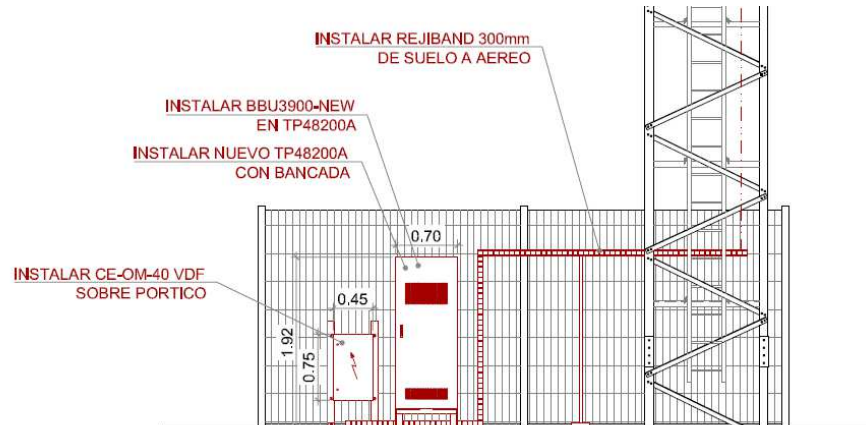 INSTALAR REJIBAND 300mm
DE SUELO A AEREO
INSTALAR BBU3900-NEW
EN TP48200A
INSTALAR NUEVO TP48200A
CON BANCADA
0.70
INSTALAR CE-OM-40 VDF
SOBRE PORTICO
0.45
1.92
0.75